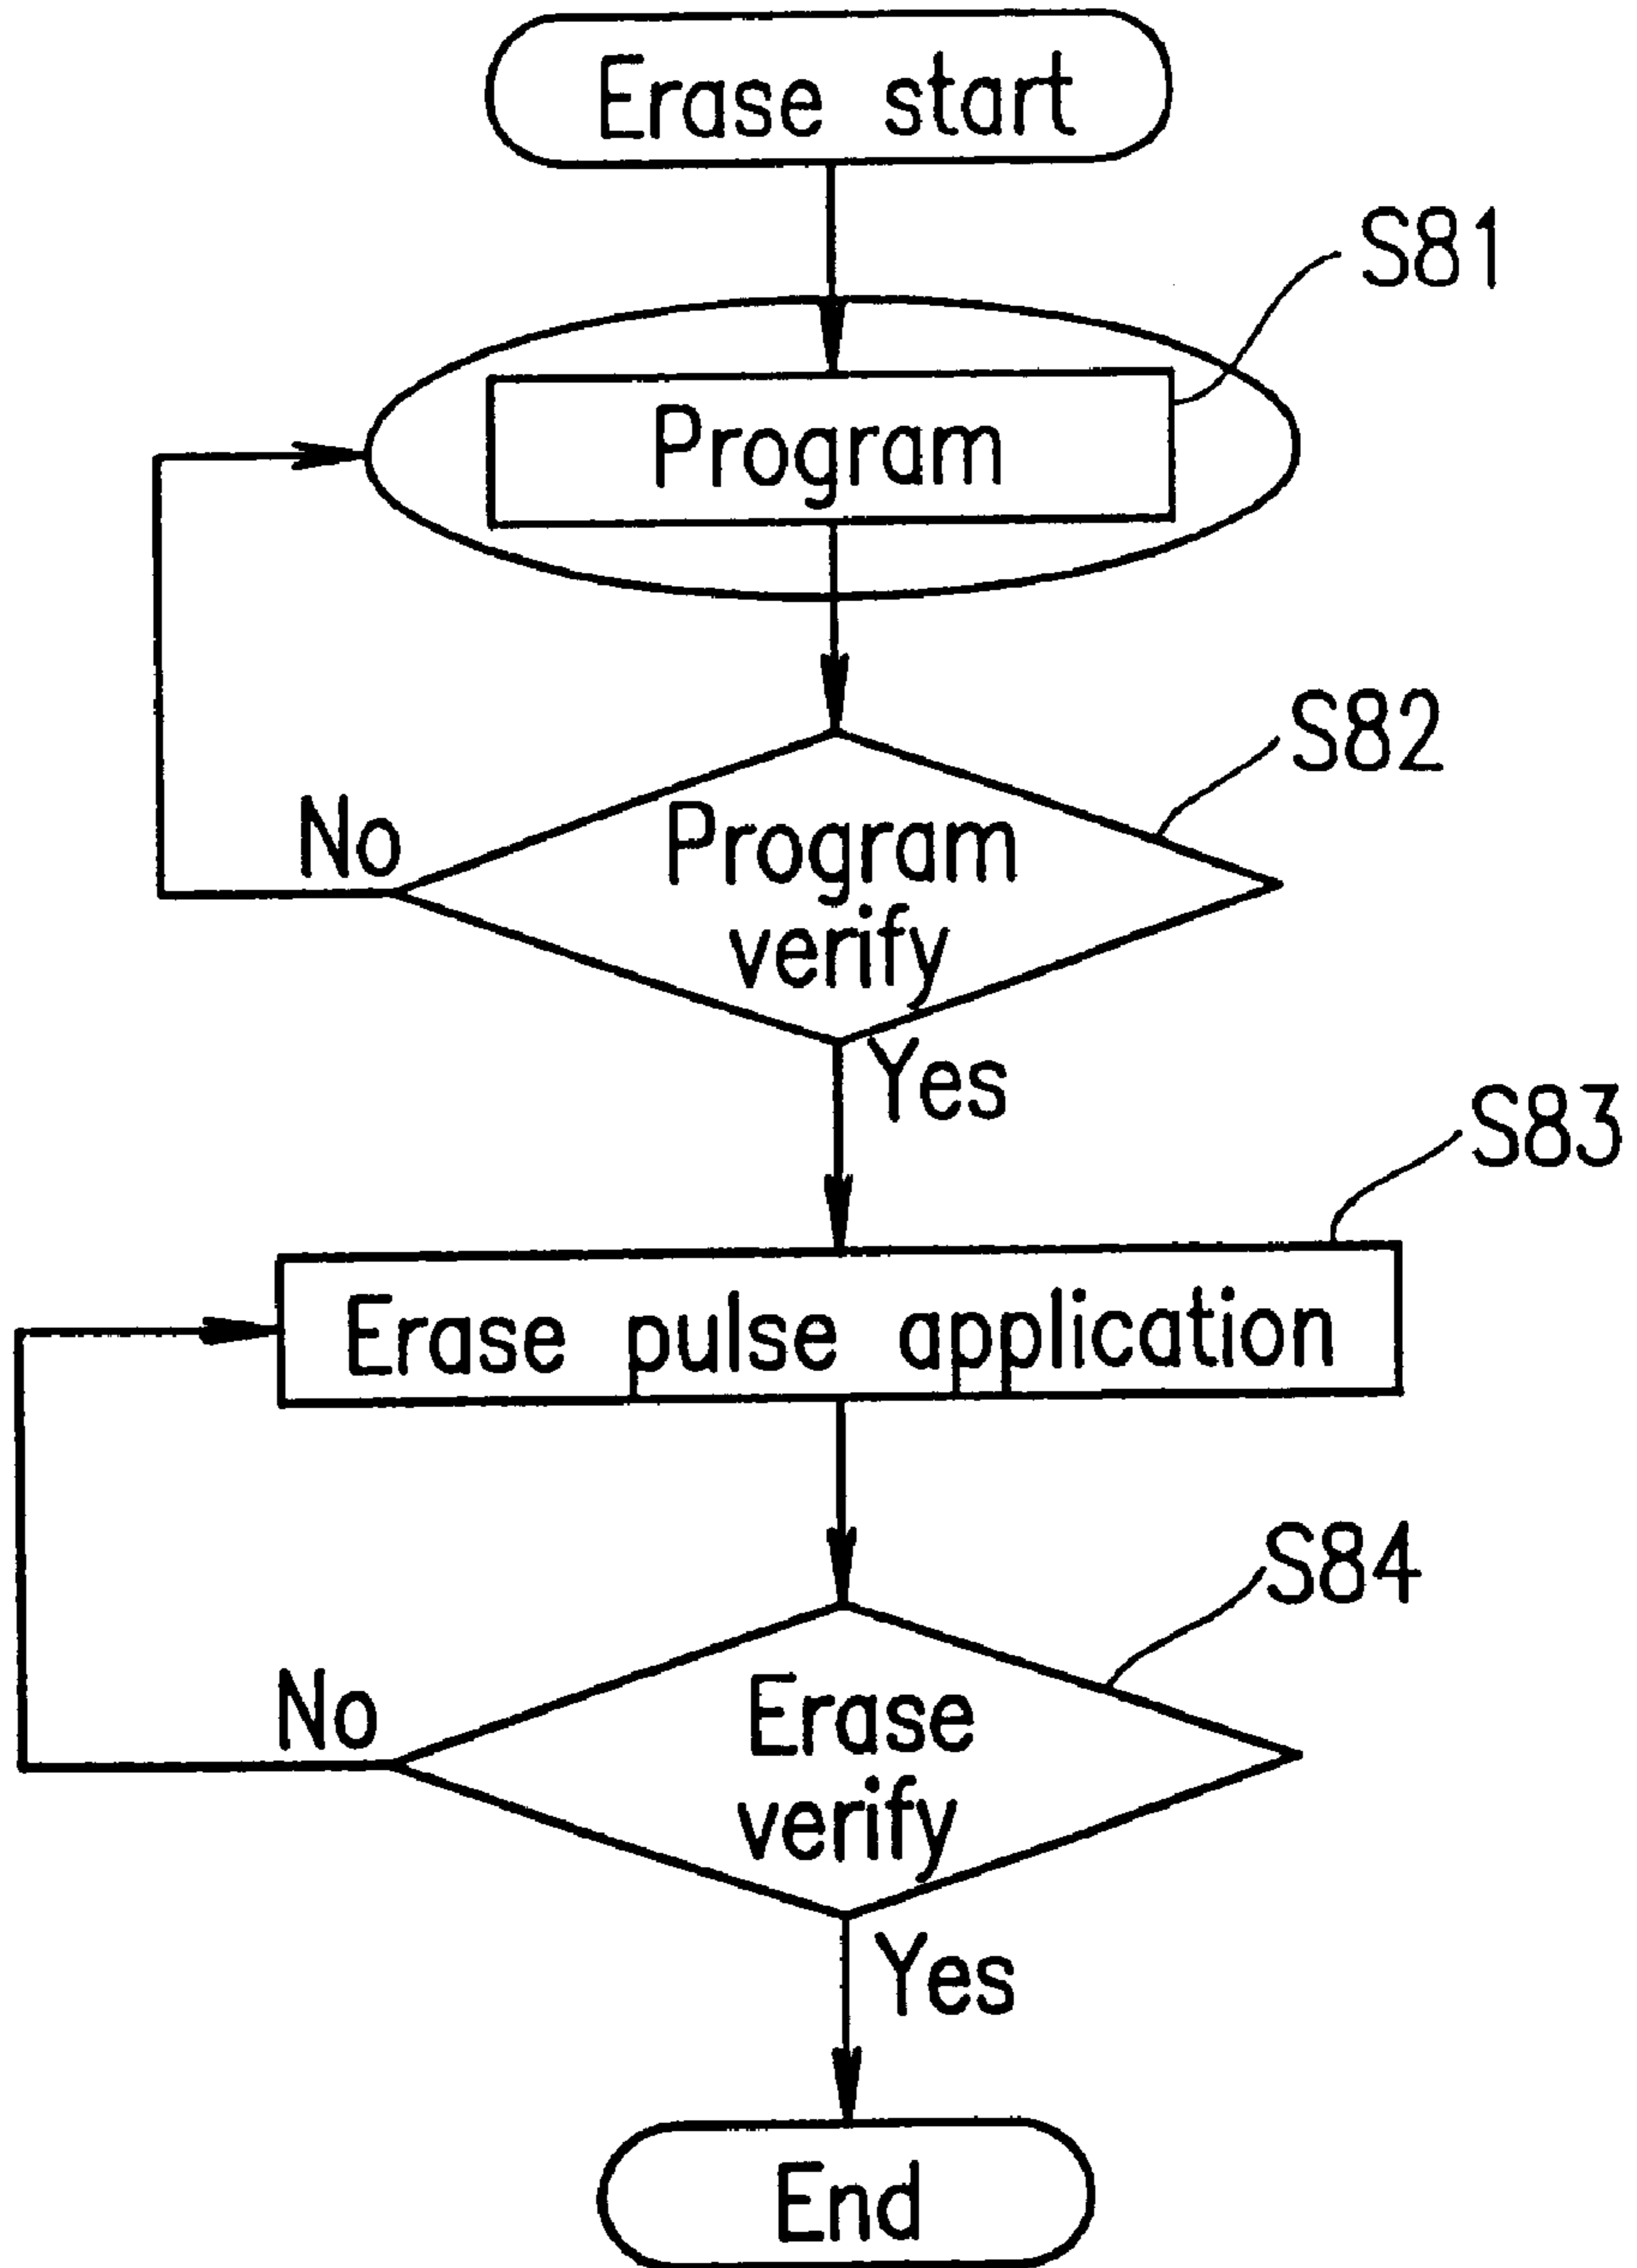 Erase start
S81
Program
S82
No
Program
verify
Yes
S83
Erase pulse application
S84
No
Erase
verify
Yes
End